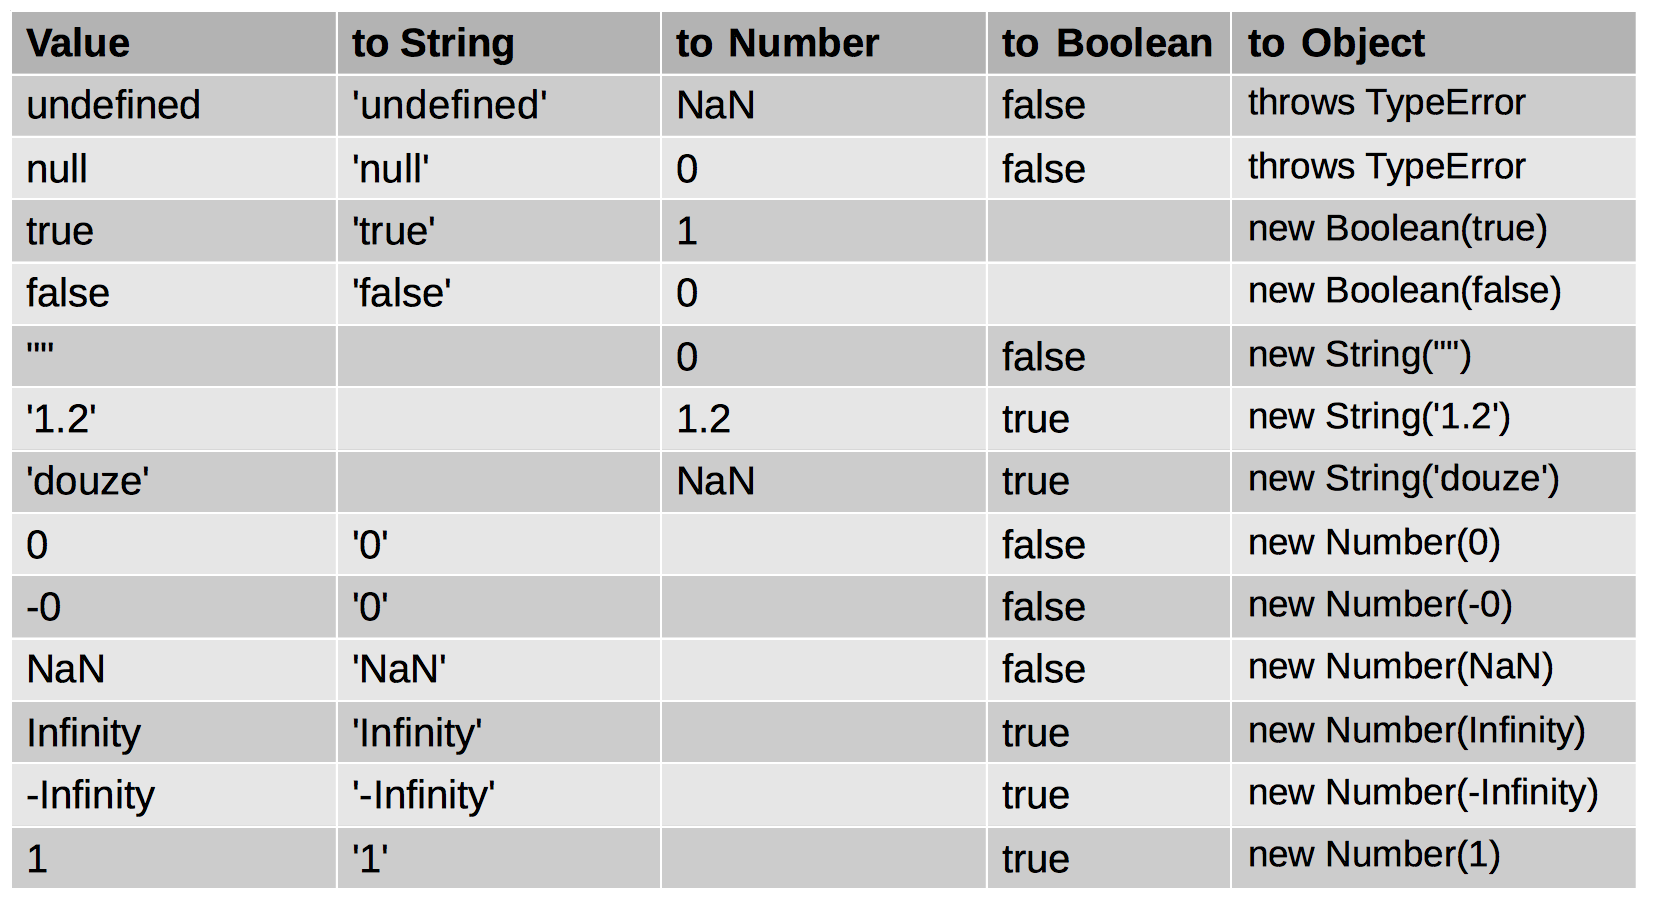 Value to String to Number to Boolean to Object
undefined 'undefined' NaN false throws TypeError
null 'null' 0 false throws TypeError
true 'true' 1 new Boolean(true)
false 'false' 0 new Boolean(false)
"" 0 false new String("")
'1.2' 1.2 true new String('1.2')
'douze' NaN true new String('douze')
0 '0' false new Number(0)
-0 '0' false new Number(-0)
NaN 'NaN' false new Number(NaN)
Infinity 'Infinity' true new Number(Infinity)
-Infinity '-Infinity' true new Number(-Infinity)
1 '1' true new Number(1)